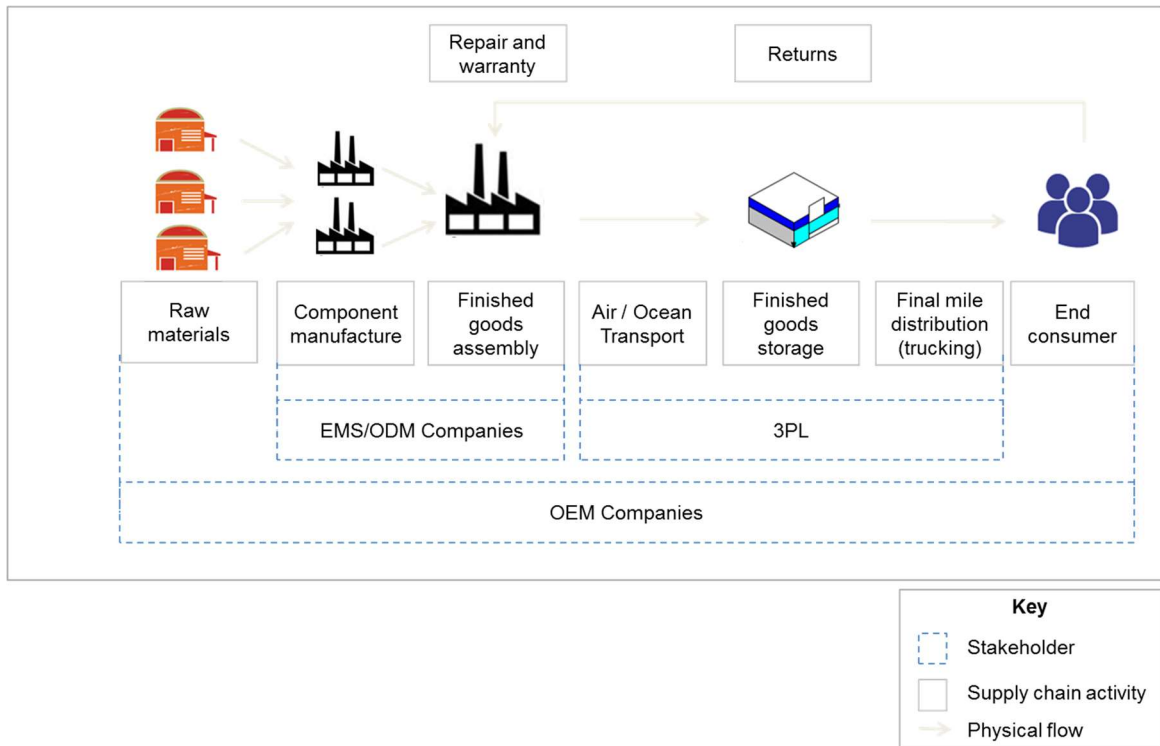 Repair and
warranty
Returns
Raw
materials
Component
manufacture
Finished
goods
assembly
Air / Ocean
Transport
Finished
goods
storage
Final mile
distribution
(trucking)
End
consumer
EMS/ODM Companies
3PL
OEM Companies
Key
Stakeholder
Supply chain activity
Physical flow